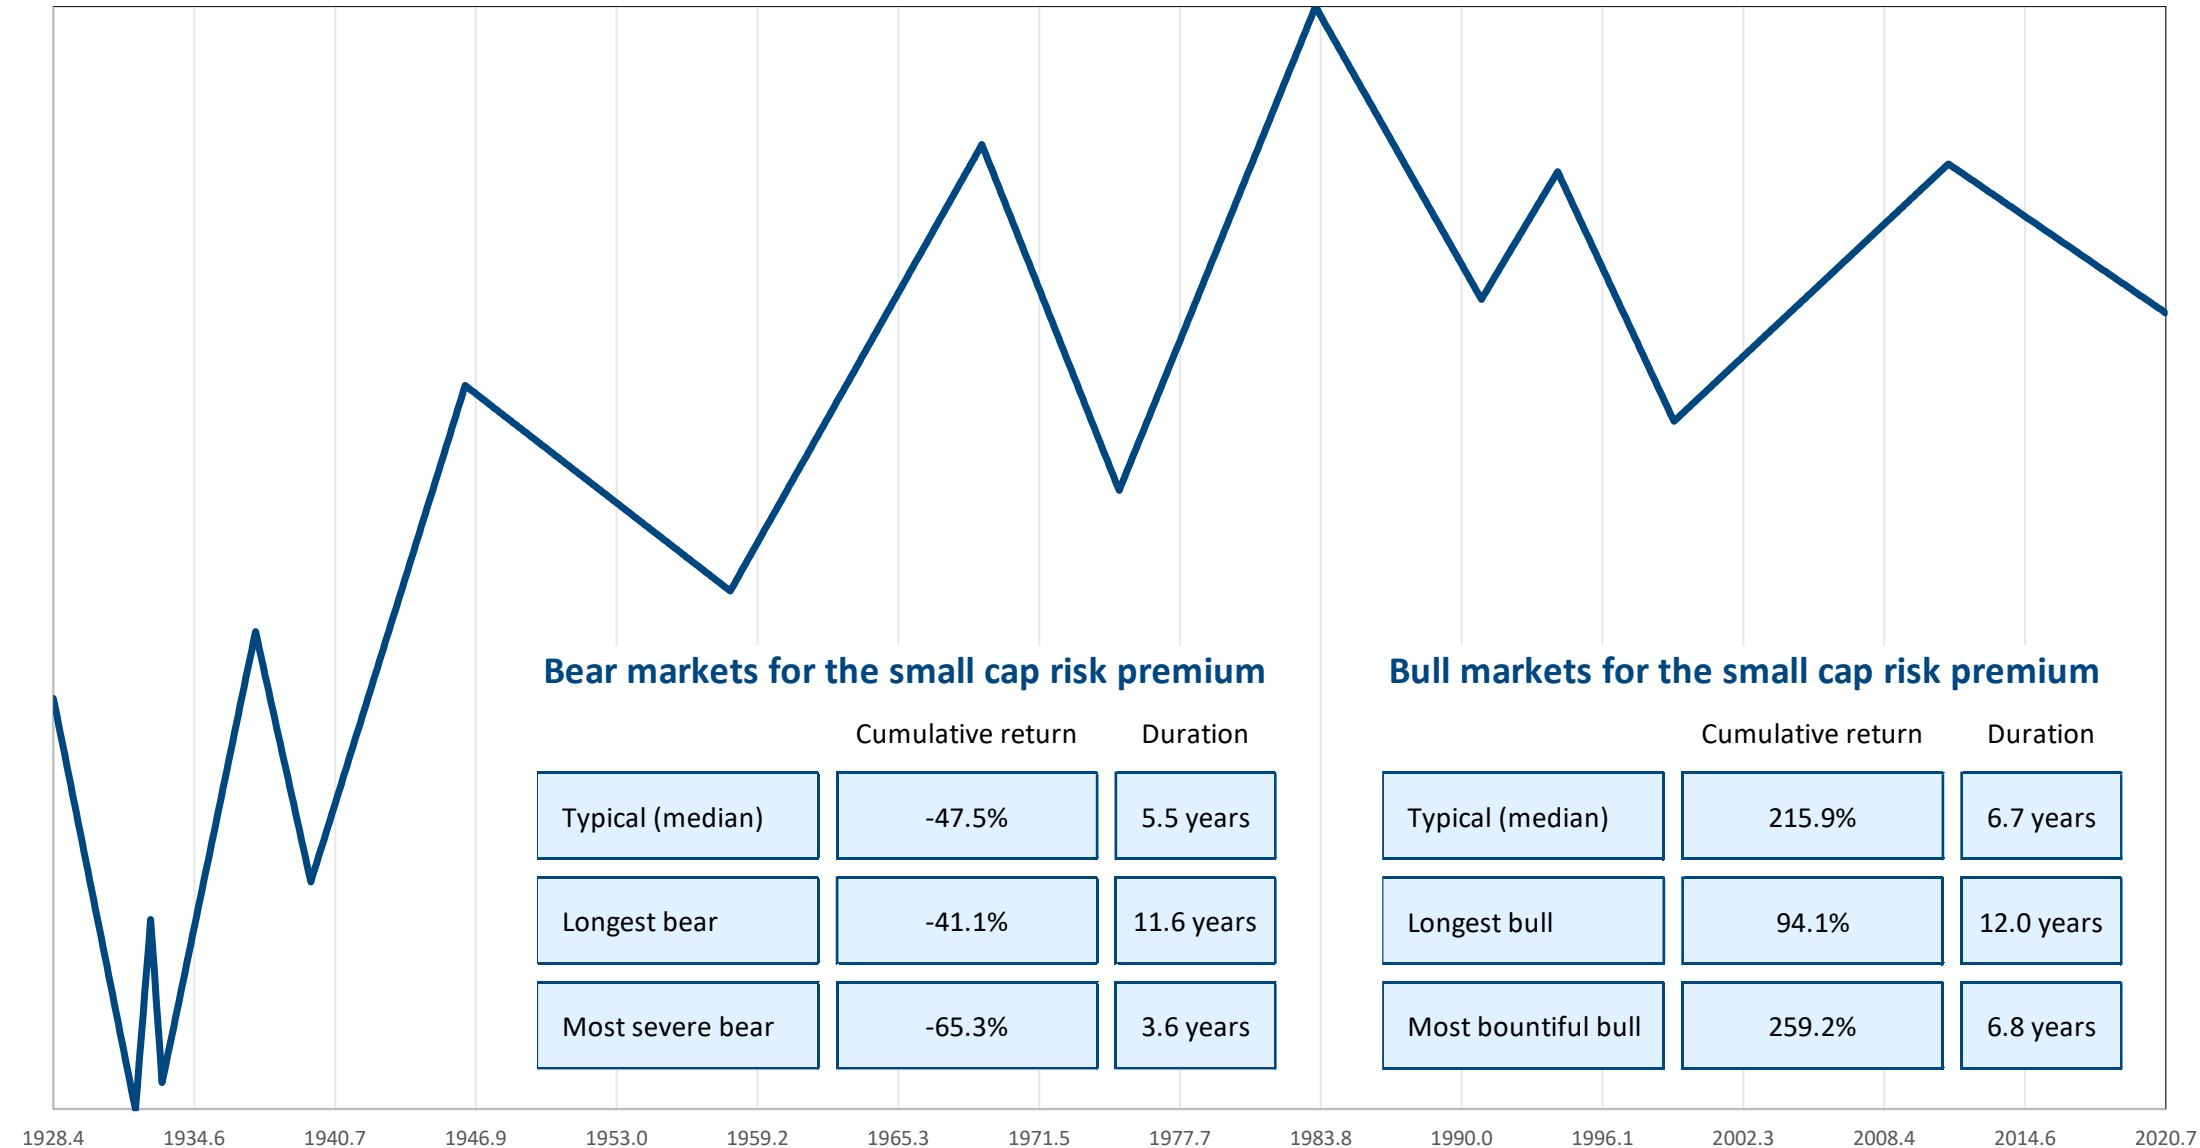 Bear markets for the small cap risk premium
Cumulative return Duration
Typical (median) -47.5% 5.5 years
Longest bear -41.1% 11.6 years
Most severe bear -65.3% 3.6 years
Bull markets for the small cap risk premium
Cumulative return Duration
Typical (median) 215.9% 6.7 years
Longest bull 94.1% 12.0 years
Most bountiful bull 259.2% 6.8 years
1928.4 1934.6 1940.7 1946.9 1953.0 1959.2 1965.3 1971.5 1977.7 1983.8 1990.0 1996.1 2002.3 2008.4 2014.6 2020.7